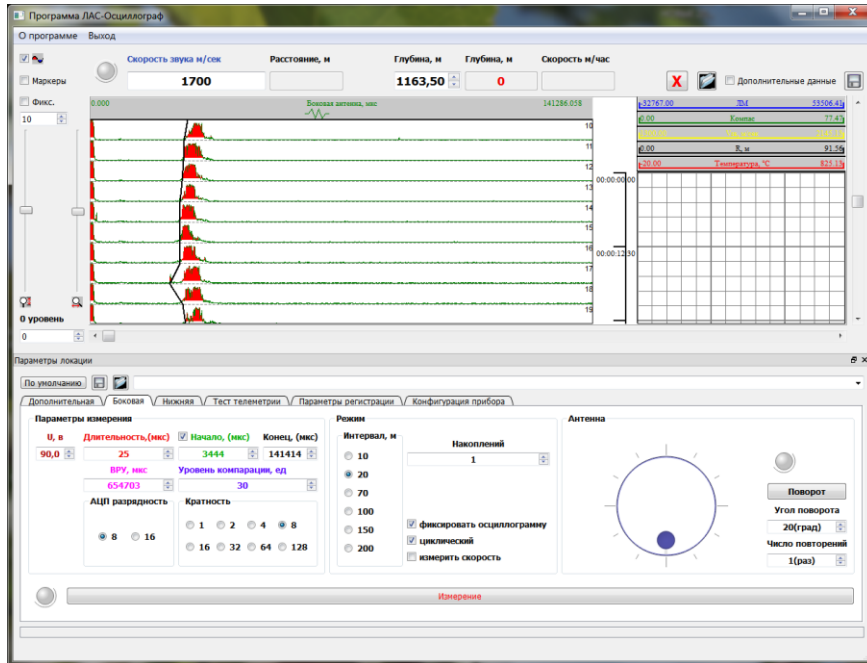 Программа ЛАС-Осциллограф
О программе Выход
Скорость звука м/сек Расстояние, м Глубина, м Глубина, м Скорость м/час
Маркеры 1700 1163,50 0 X Дополнительные данные
Фикс.
10
0.000 Боковая антенна, мкс 141286.058
-32767.00 ЛМ 53506.41
0.00 Компас 77.47
0.00 R, м 91.56
-20.00 Температура, °C 825.15
10
11
12
13
14
15
16
17
18
19
00:00:00:00
00:00:12:30
0 уровень
0
Параметры локации
По умолчанию
Дополнительная Боковая Нижняя Тест телеметрии Параметры регистрации Конфигурация прибора
Параметры измерения
U, в Длительность,(мкс) Начало, (мкс) Конец, (мкс)
90,0 25 3444 141414
ВРУ, мкс Уровень компарации, ед
654703 30
АЦП разрядность Кратность
8 16
1 2 4 8
16 32 64 128
Режим
Интервал, м
10
20
70
100
150
200
Накоплений
1
фиксировать осциллограмму
циклический
измерить скорость
Антенна
Поворот
Угол поворота
20(град)
Число повторений
1(раз)
Измерение